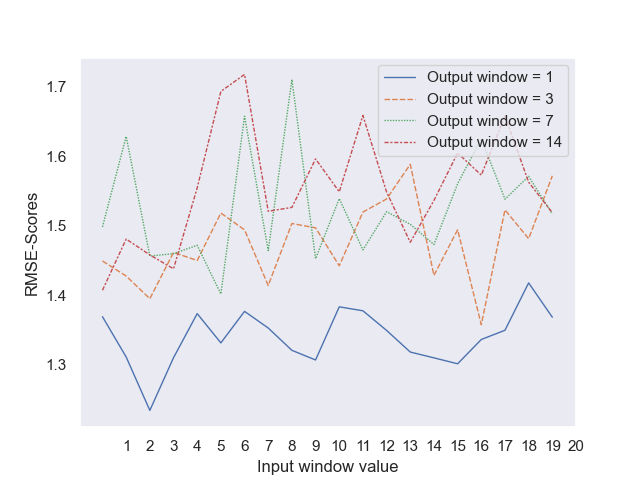 Output window = 1
Output window = 3
Output window = 7
Output window = 14
1.7
1.6
1.5
1.4
1.3
RMSE-Scores
1 2 3 4 5 6 7 8 9 10 11 12 13 14 15 16 17 18 19 20
Input window value